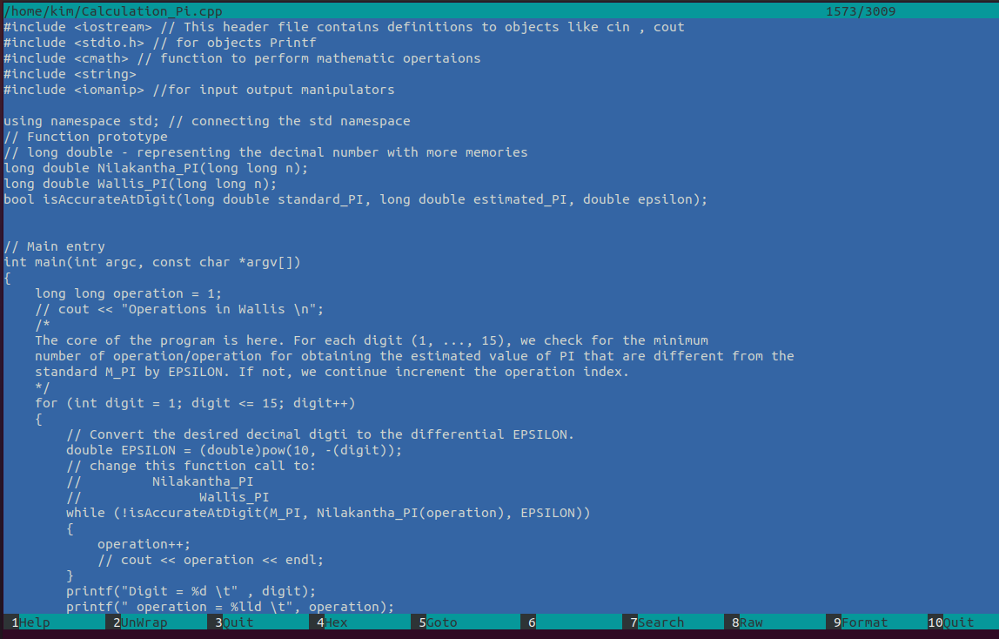 /home/kim/Calculation_Pi.cpp 1573/3009
#include <iostream> // This header file contains definitions to objects like cin , cout
#include <stdio.h> // for objects Printf
#include <cmath> // function to perform mathematic opertaions
#include <string>
#include <iomanip> //for input output manipulators

using namespace std; // connecting the std namespace
// Function prototype
// long double - representing the decimal number with more memories
long double Nilakantha_PI(long long n);
long double Wallis_PI(long long n);
bool isAccurateAtDigit(long double standard_PI, long double estimated_PI, double epsilon);


// Main entry
int main(int argc, const char *argv[])
{
    long long operation = 1;
    // cout << "Operations in Wallis \n";
    /*
    The core of the program is here. For each digit (1, ..., 15), we check for the minimum
    number of operation/operation for obtaining the estimated value of PI that are different from the
    standard M_PI by EPSILON. If not, we continue increment the operation index.
    */
    for (int digit = 1; digit <= 15; digit++)
    {
        // Convert the desired decimal digti to the differential EPSILON.
        double EPSILON = (double)pow(10, -(digit));
        // change this function call to:
        //         Nilakantha_PI
        //               Wallis_PI
        while (!isAccurateAtDigit(M_PI, Nilakantha_PI(operation), EPSILON))
        {
            operation++;
            // cout << operation << endl;
        }
        printf("Digit = %d \t" , digit);
        printf(" operation = %lld \t", operation);
1Help 2UnWrap 3Quit 4Hex 5Goto 6 7Search 8Raw 9Format 10Quit